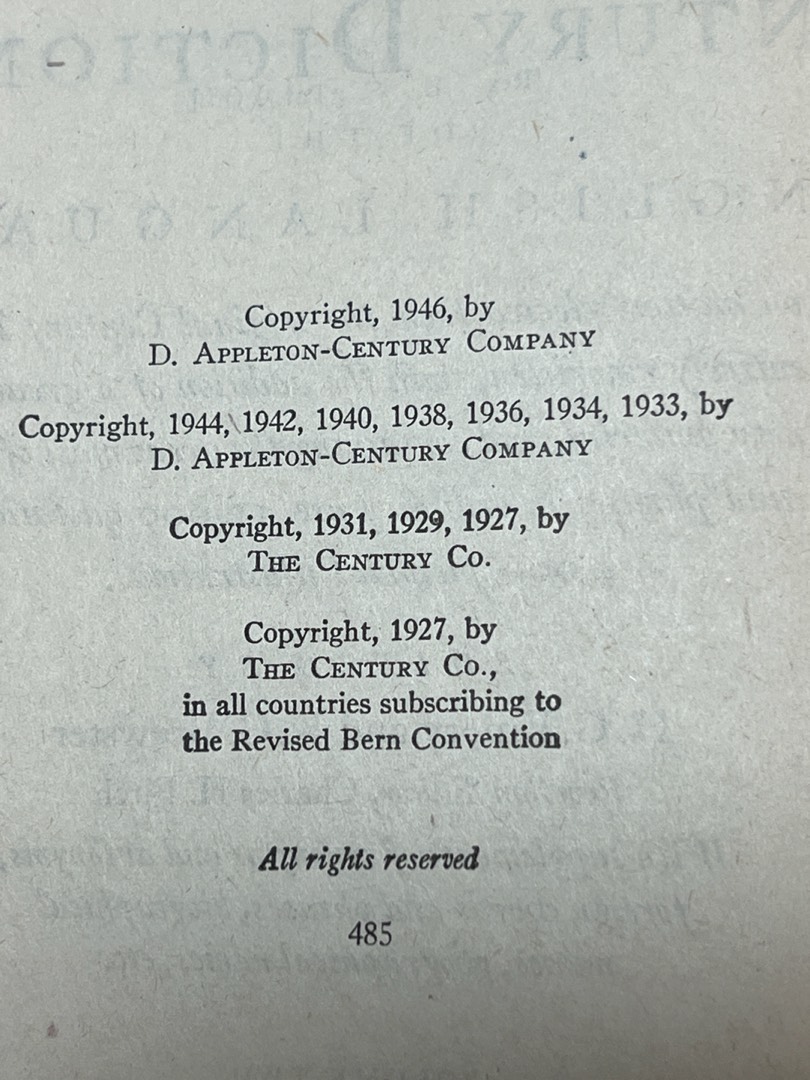 Copyright, 1946, by
D. APPLETON-CENTURY COMPANY
Copyright, 1944, 1942, 1940, 1938, 1936, 1934, 1933, by
D. APPLETON-CENTURY COMPANY
Copyright, 1931, 1929, 1927, by
THE CENTURY CO.
Copyright, 1927, by
THE CENTURY CO.,
in all countries subscribing to
the Revised Bern Convention
All rights reserved
485